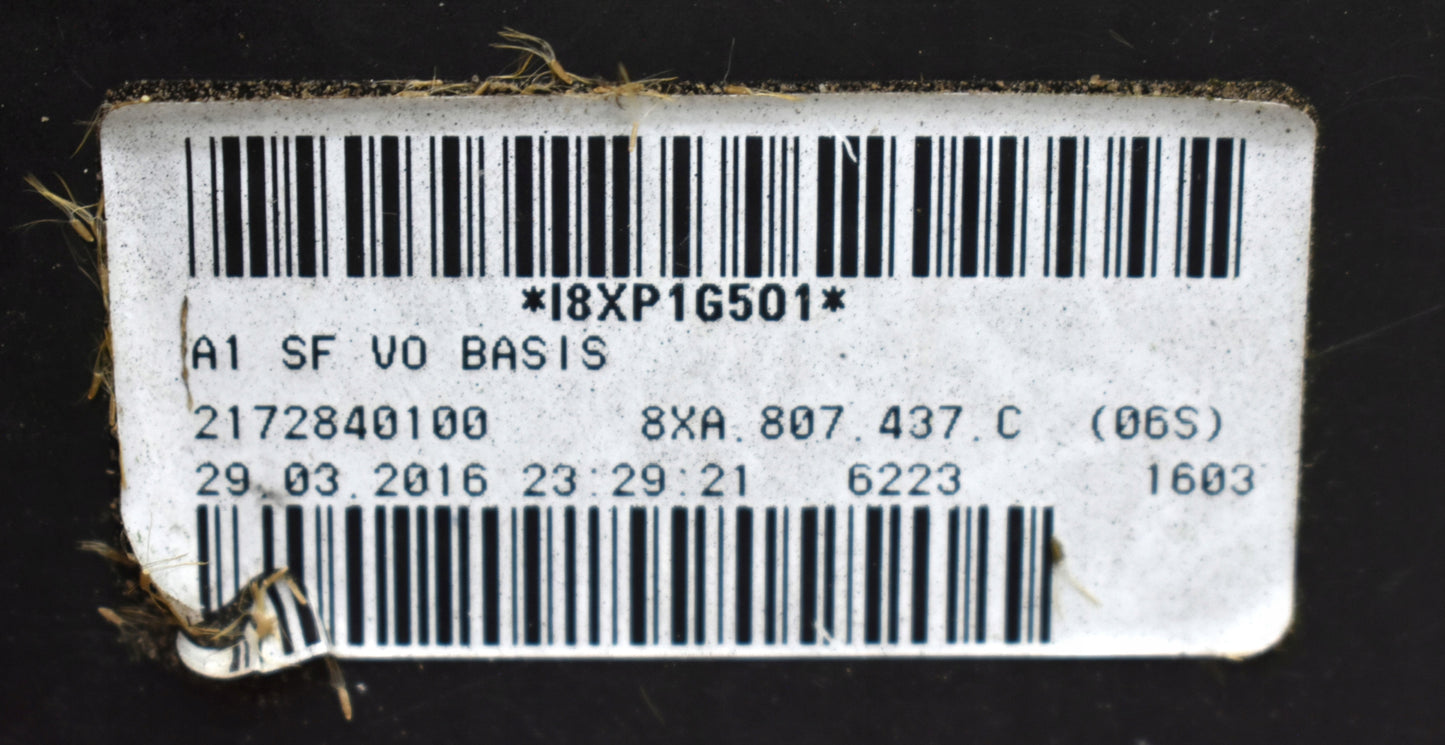 *I8XP1G501*
A1 SF VO BASIS
2172840100 8XA.807.437.C (06S)
29.03.2016 23:29:21 6223 1603